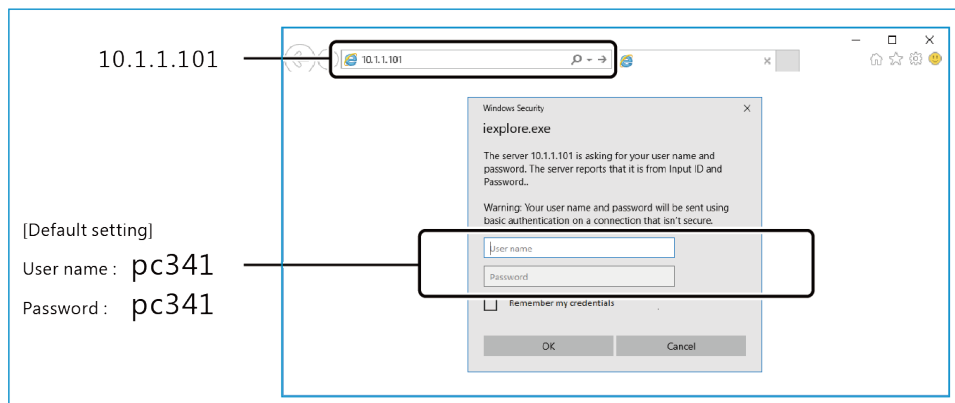 10.1.1.101
10.1.1.101
Windows Security
iexplore.exe
The server 10.1.1.101 is asking for your user name and
password. The server reports that it is from Input ID and
Password..
Warning: Your user name and password will be sent using
basic authentication on a connection that isn't secure.
[Default setting]
User name : pc341
Password : pc341
User name
Password
Remember my credentials
OK
Cancel